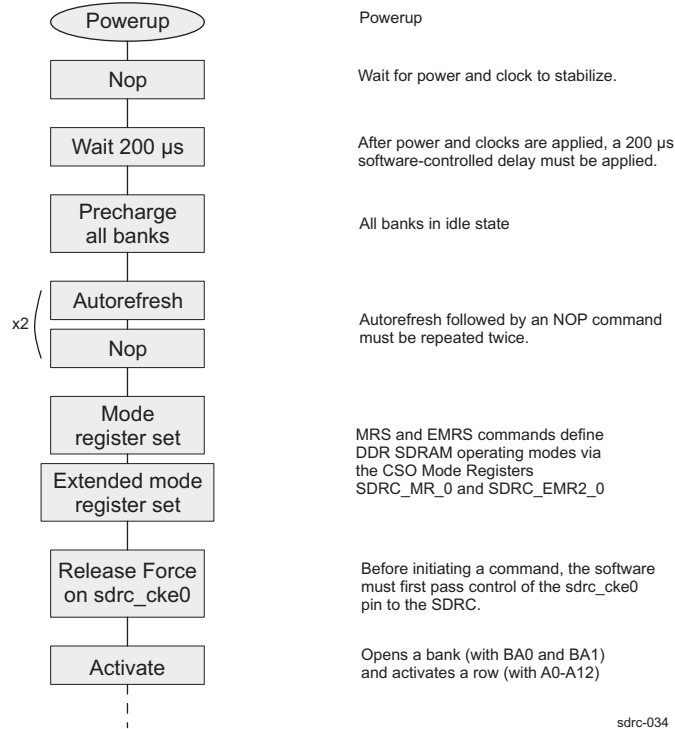 Powerup
Powerup
Nop
Wait for power and clock to stabilize.
Wait 200 μs
After power and clocks are applied, a 200 μs
software-controlled delay must be applied.
Precharge
all banks
All banks in idle state
x2
Autorefresh
Nop
Autorefresh followed by an NOP command
must be repeated twice.
Mode
register set
Extended mode
register set
MRS and EMRS commands define
DDR SDRAM operating modes via
the CSO Mode Registers
SDRC_MR_0 and SDRC_EMR2_0
Release Force
on sdrc_cke0
Before initiating a command, the software
must first pass control of the sdrc_cke0
pin to the SDRC.
Activate
Opens a bank (with BA0 and BA1)
and activates a row (with A0-A12)
sdrc-034